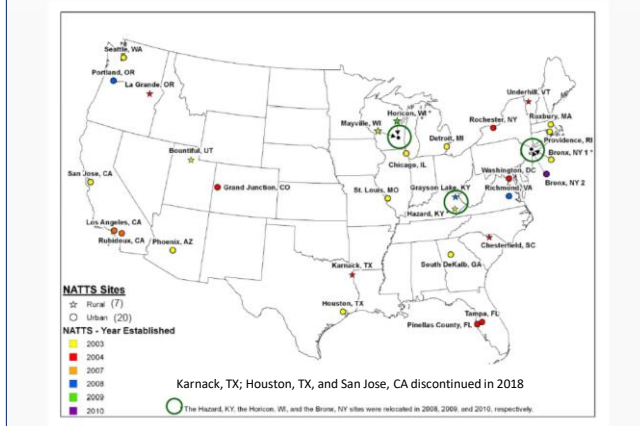 Seattle, WA
Portland, OR
La Grande, OR
Underhill, VT
Horicon, WI *
Mayville, WI
Rochester, NY
Roxbury, MA
Detroit, MI
Providence, RI
Bountiful, UT
Chicago, IL
Bronx, NY 1 *
San Jose, CA
Washington, DC
Bronx, NY 2
Grand Junction, CO
St. Louis, MO
Grayson Lake, KY
Richmond, VA
Hazard, KY
Los Angeles, CA
Rubidoux, CA
Phoenix, AZ
Chesterfield, SC
Karnack, TX
South DeKalb, GA
NATTS Sites
Rural (7)
Urban (20)
Houston, TX
Tampa, FL
Pinellas County, FL
NATTS - Year Established
2003
2004
2007
2008
2009
2010
Karnack, TX; Houston, TX, and San Jose, CA discontinued in 2018
The Hazard, KY, the Horicon, WI, and the Bronx, NY sites were relocated in 2008, 2009, and 2010, respectively.